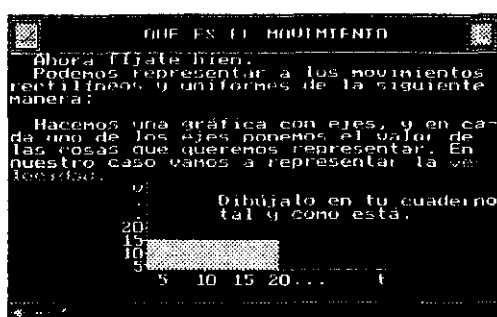 QUE ES EL MOVIMIENTO
Ahora fíjate bien.
Podemos representar a los movimientos
rectilíneos y uniformes de la siguiente
manera:
Hacemos una gráfica con ejes, y en ca-
da uno de los ejes ponemos el valor de
las cosas que queremos representar. En
nuestro caso vamos a representar la ve-
locidad.
v
Dibújalo en tu cuaderno
tal y como está.
20
15
10
5
5 10 15 20... t